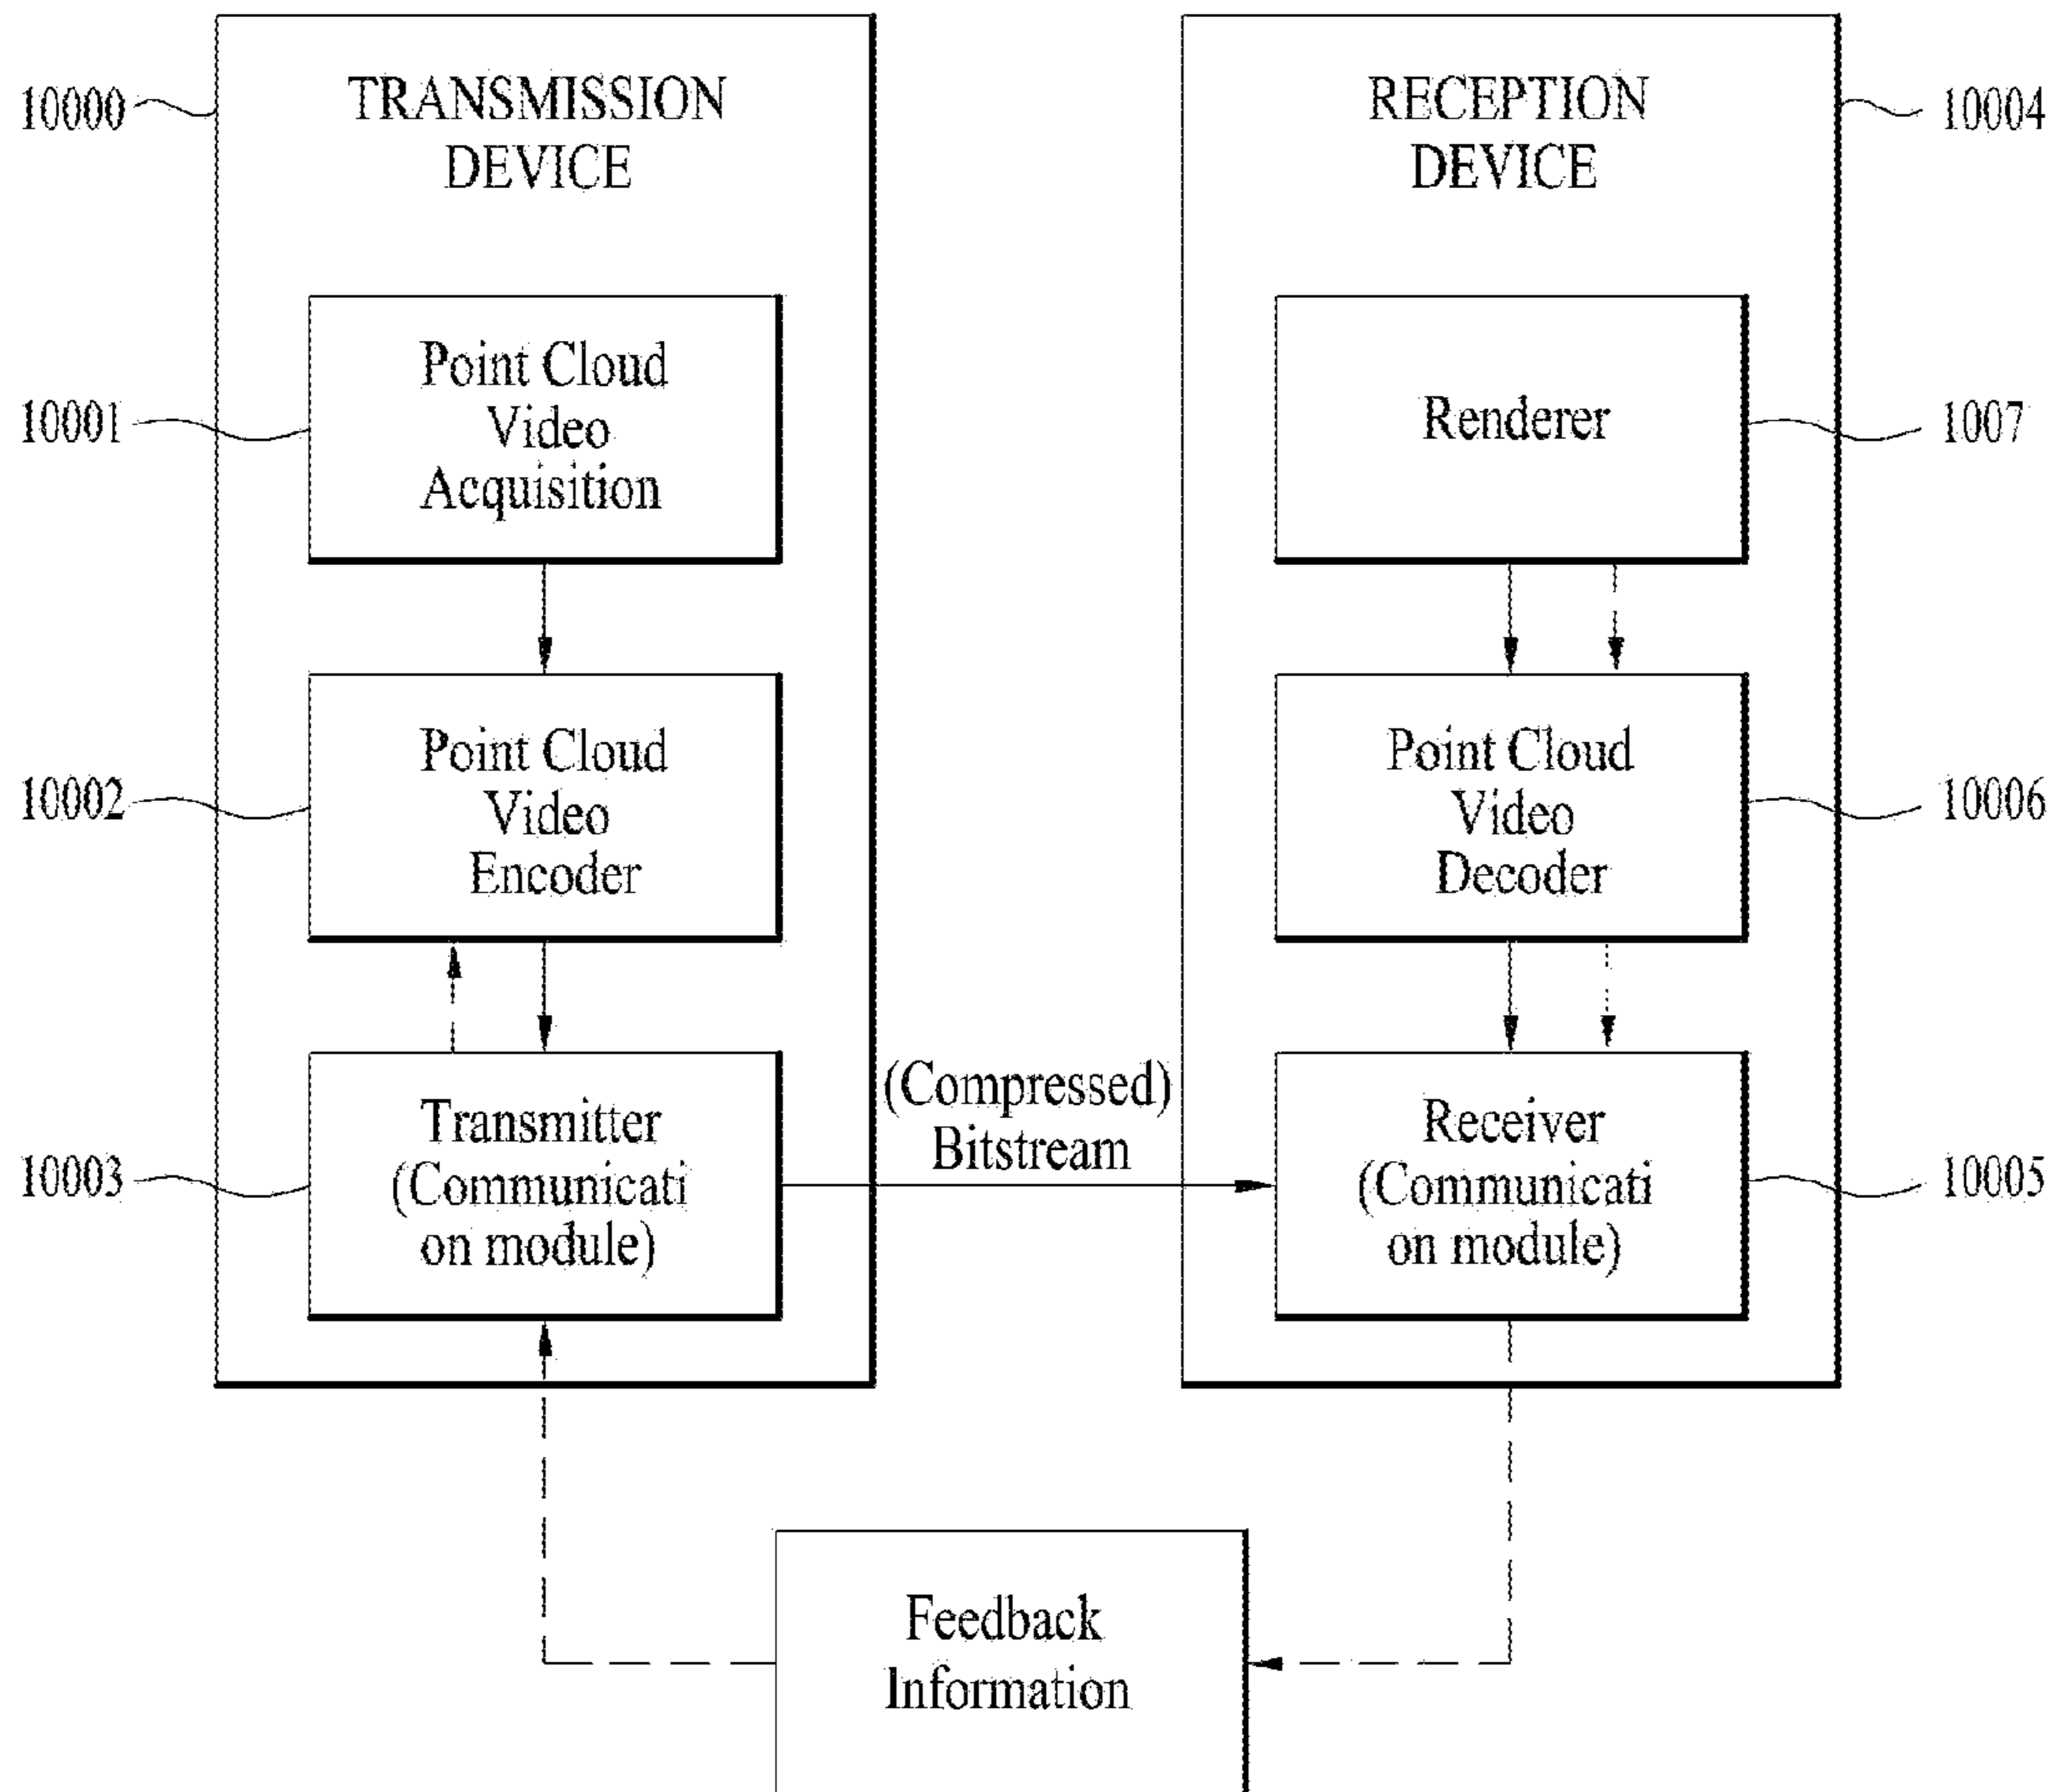 10000
TRANSMISSION
DEVICE
10001
Point Cloud
Video
Acquisition
10002
Point Cloud
Video
Encoder
10003
Transmitter
(Communicati
on module)
(Compressed)
Bitstream
RECEPTION
DEVICE
10004
Renderer
1007
Point Cloud
Video
Decoder
10006
Receiver
(Communicati
on module)
10005
Feedback
Information